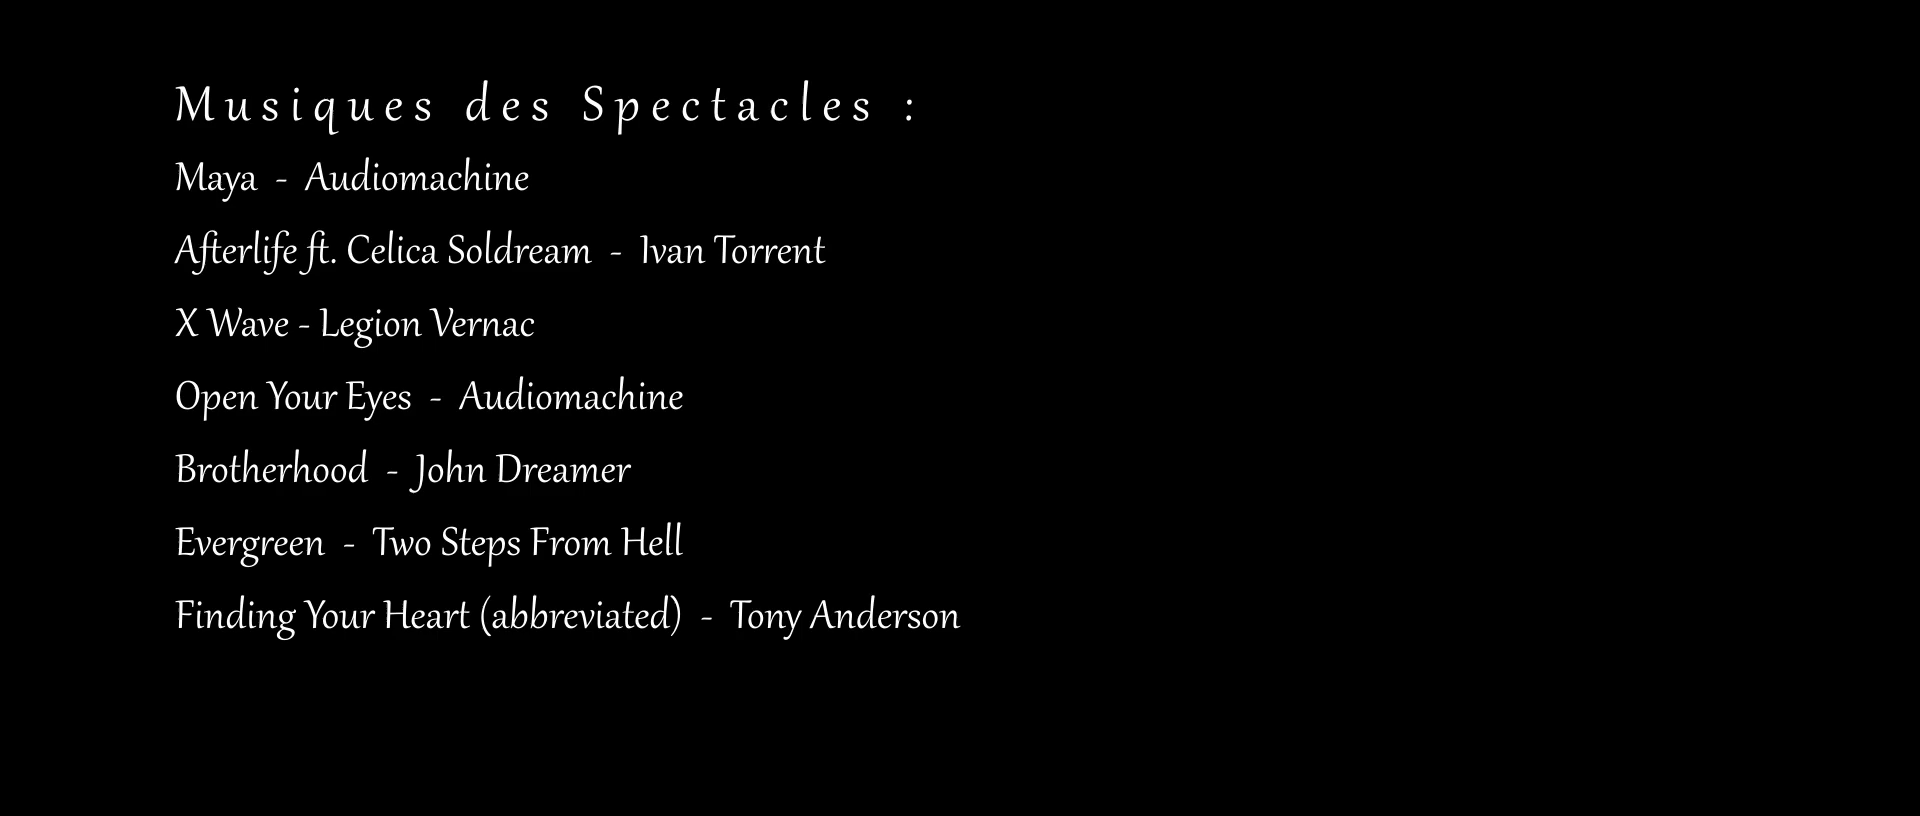 Musiques des Spectacles :
Maya - Audiomachine
Afterlife ft. Celica Soldream - Ivan Torrent
X Wave - Legion Vernac
Open Your Eyes - Audiomachine
Brotherhood - John Dreamer
Evergreen - Two Steps From Hell
Finding Your Heart (abbreviated) - Tony Anderson